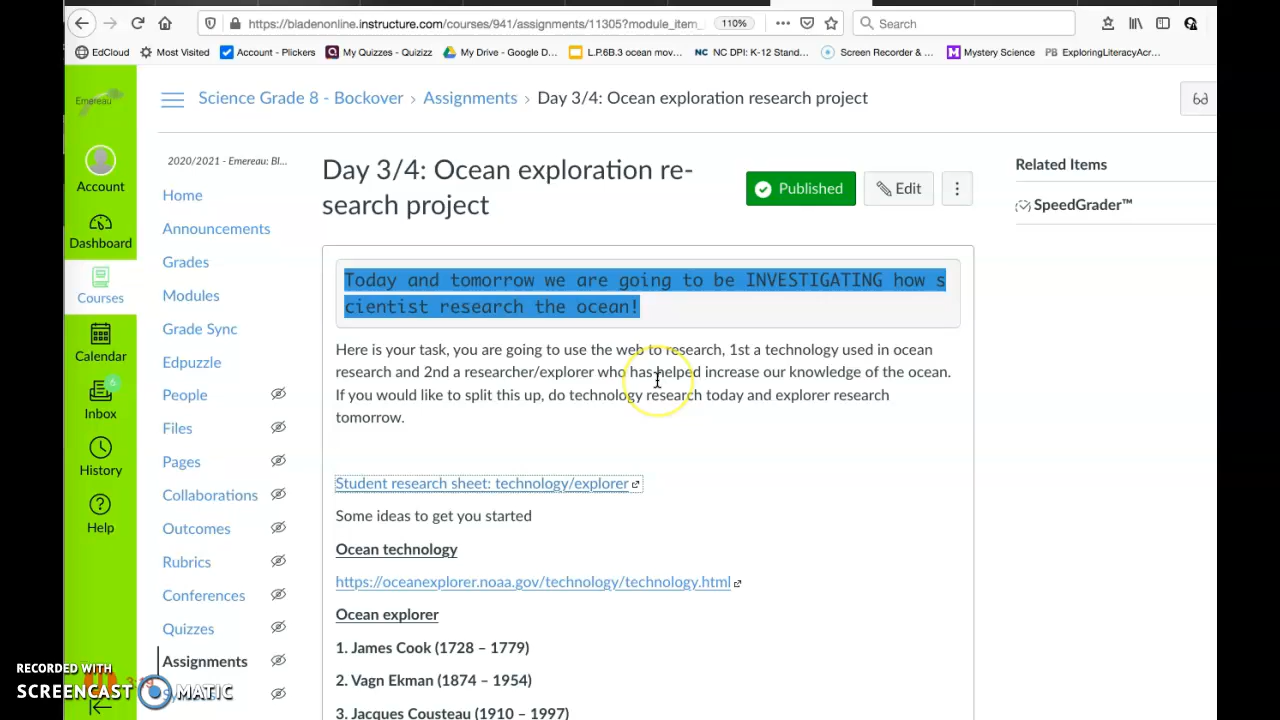 https://bladenonline.instructure.com/courses/941/assignments/11305?module_item_
110%
Search
EdCloud
Most Visited
Account - Plickers
My Quizzes - Quizizz
My Drive - Google D...
L.P.6B.3 ocean mov...
NC NC DPI: K-12 Stand...
Screen Recorder & ...
M Mystery Science
PB ExploringLiteracyAcr...
Emereau
Science Grade 8 - Bockover › Assignments › Day 3/4: Ocean exploration research project
Account
Dashboard
Courses
Calendar
6
Inbox
History
Help
2020/2021 - Emereau: Bl...
Home
Announcements
Grades
Modules
Grade Sync
Edpuzzle
People
Files
Pages
Collaborations
Outcomes
Rubrics
Conferences
Quizzes
Assignments
Day 3/4: Ocean exploration re-
search project
Published
Edit
Related Items
SpeedGrader™
Today and tomorrow we are going to be INVESTIGATING how s
cientist research the ocean!
Here is your task, you are going to use the web to research, 1st a technology used in ocean
research and 2nd a researcher/explorer who has helped increase our knowledge of the ocean.
If you would like to split this up, do technology research today and explorer research
tomorrow.
Student research sheet: technology/explorer
Some ideas to get you started
Ocean technology
https://oceanexplorer.noaa.gov/technology/technology.html
Ocean explorer
1. James Cook (1728 – 1779)
2. Vagn Ekman (1874 – 1954)
3. Jacques Cousteau (1910 – 1997)
RECORDED WITH
SCREENCAST MATIC